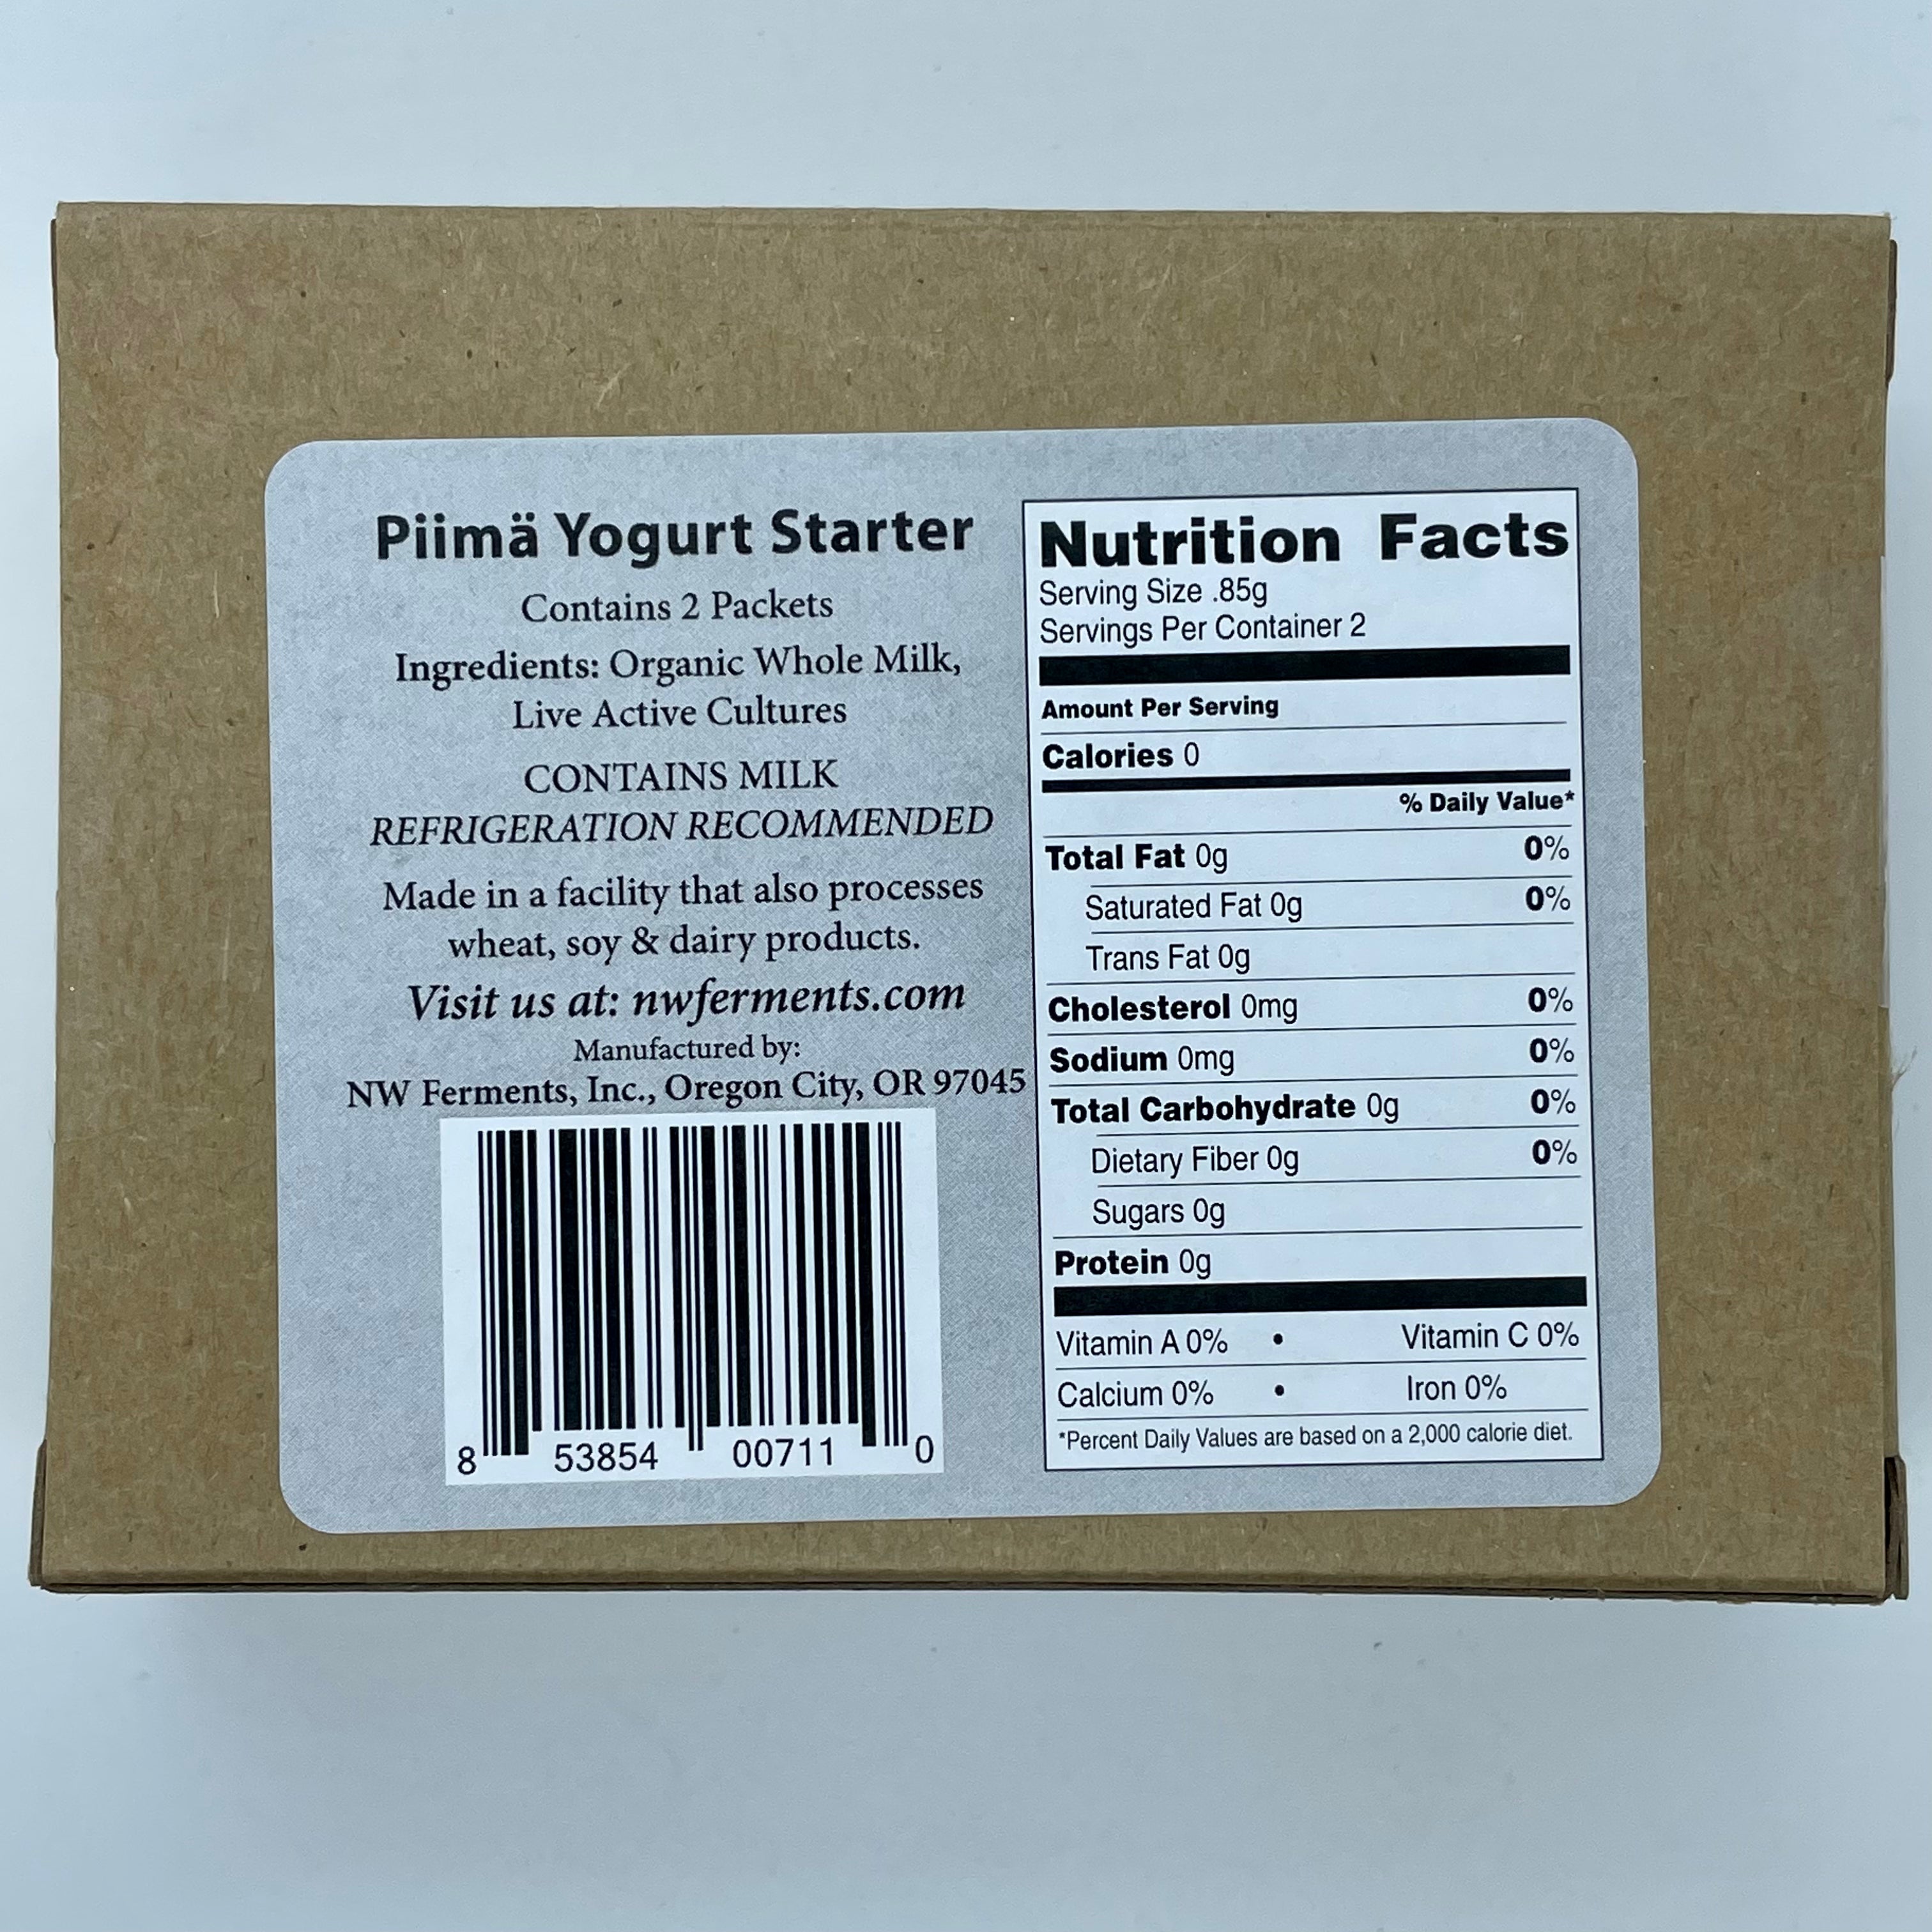 Piimä Yogurt Starter
Contains 2 Packets
Ingredients: Organic Whole Milk,
Live Active Cultures
CONTAINS MILK
REFRIGERATION RECOMMENDED
Made in a facility that also processes
wheat, soy & dairy products.
Visit us at: nwferments.com
Manufactured by:
NW Ferments, Inc., Oregon City, OR 97045
8 53854 00711 0
Nutrition Facts
Serving Size .85g
Servings Per Container 2
Amount Per Serving
Calories 0
% Daily Value*
Total Fat 0g 0%
Saturated Fat 0g 0%
Trans Fat 0g
Cholesterol 0mg 0%
Sodium 0mg 0%
Total Carbohydrate 0g 0%
Dietary Fiber 0g 0%
Sugars 0g
Protein 0g
Vitamin A 0% • Vitamin C 0%
Calcium 0% • Iron 0%
*Percent Daily Values are based on a 2,000 calorie diet.